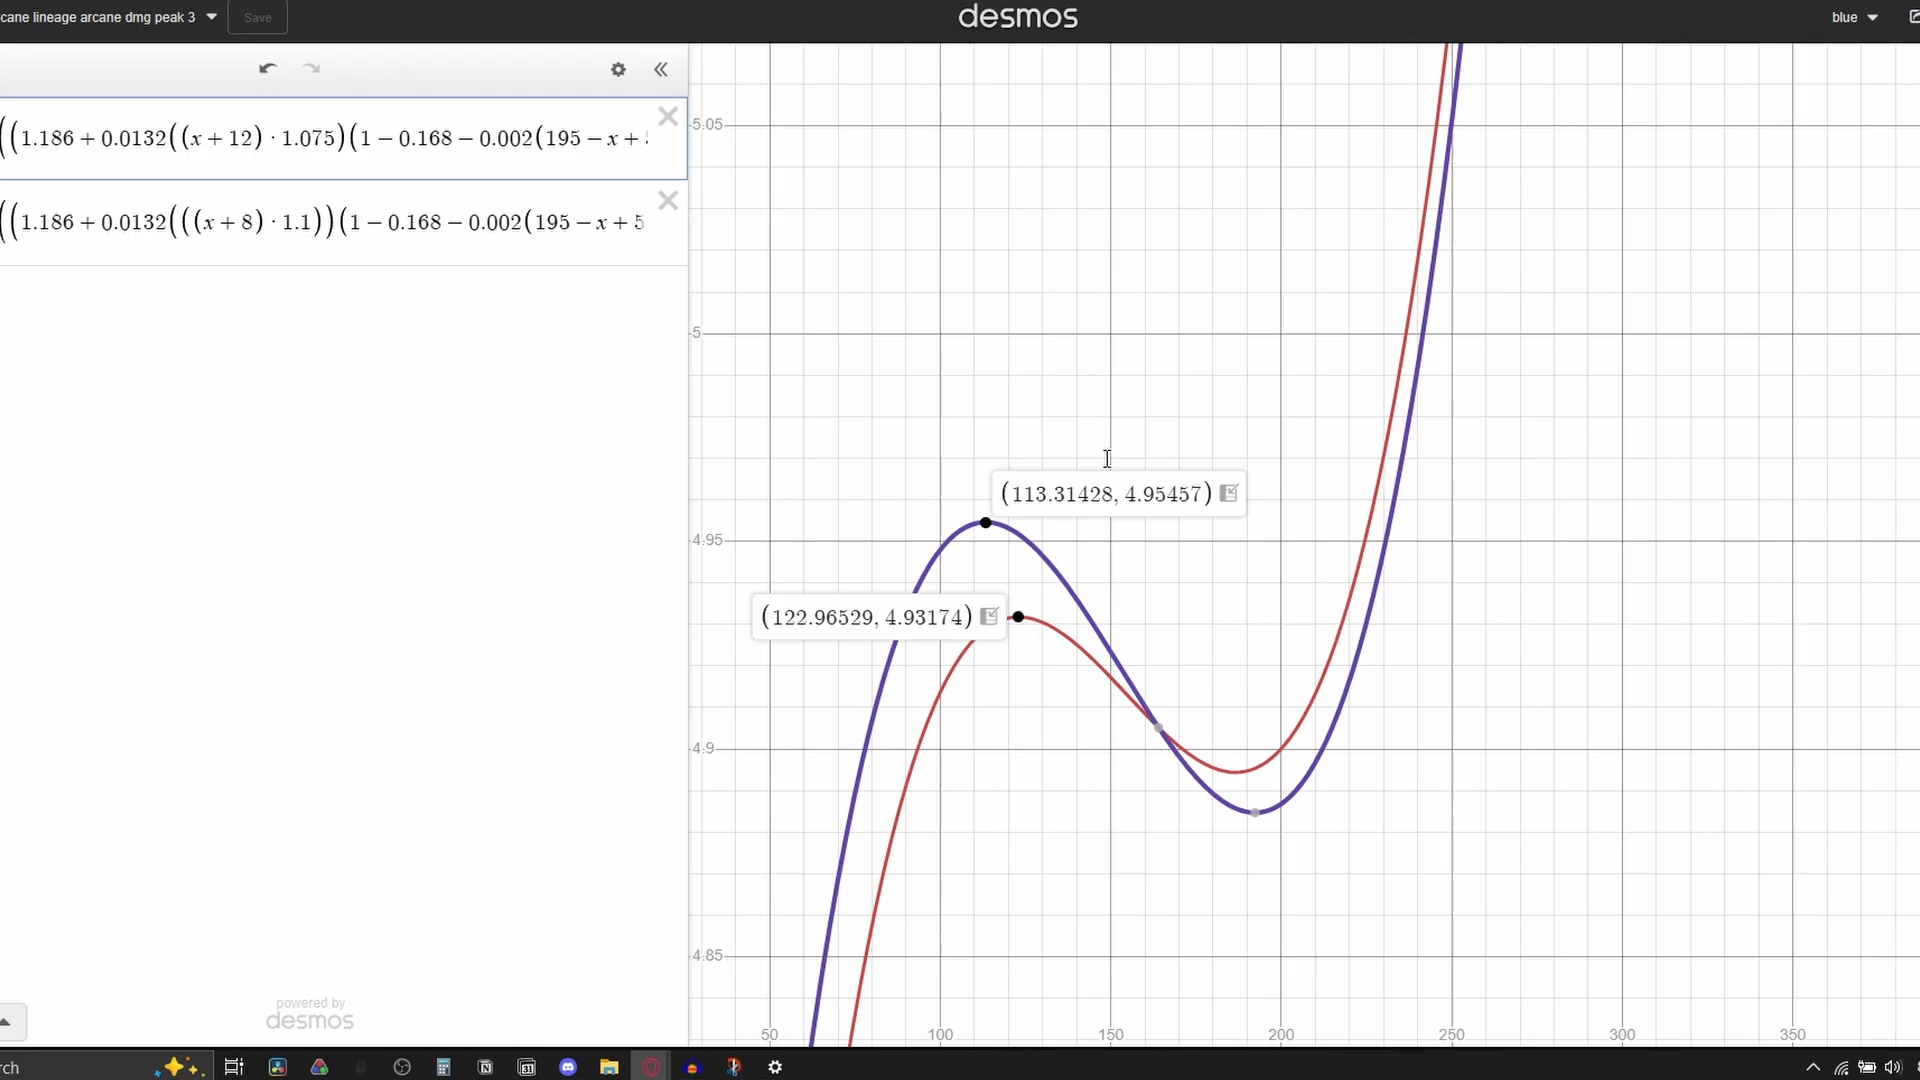 cane lineage arcane dmg peak 3
Save
desmos
blue
((1.186+0.0132((x+12)·1.075)(1−0.168−0.002(195−x+
((1.186+0.0132(((x+8)·1.1))(1−0.168−0.002(195−x+5
5.05
5
(113.31428, 4.95457)
4.95
(122.96529, 4.93174)
4.9
4.85
powered by
desmos
50 100 150 200 250 300 350
rch
31